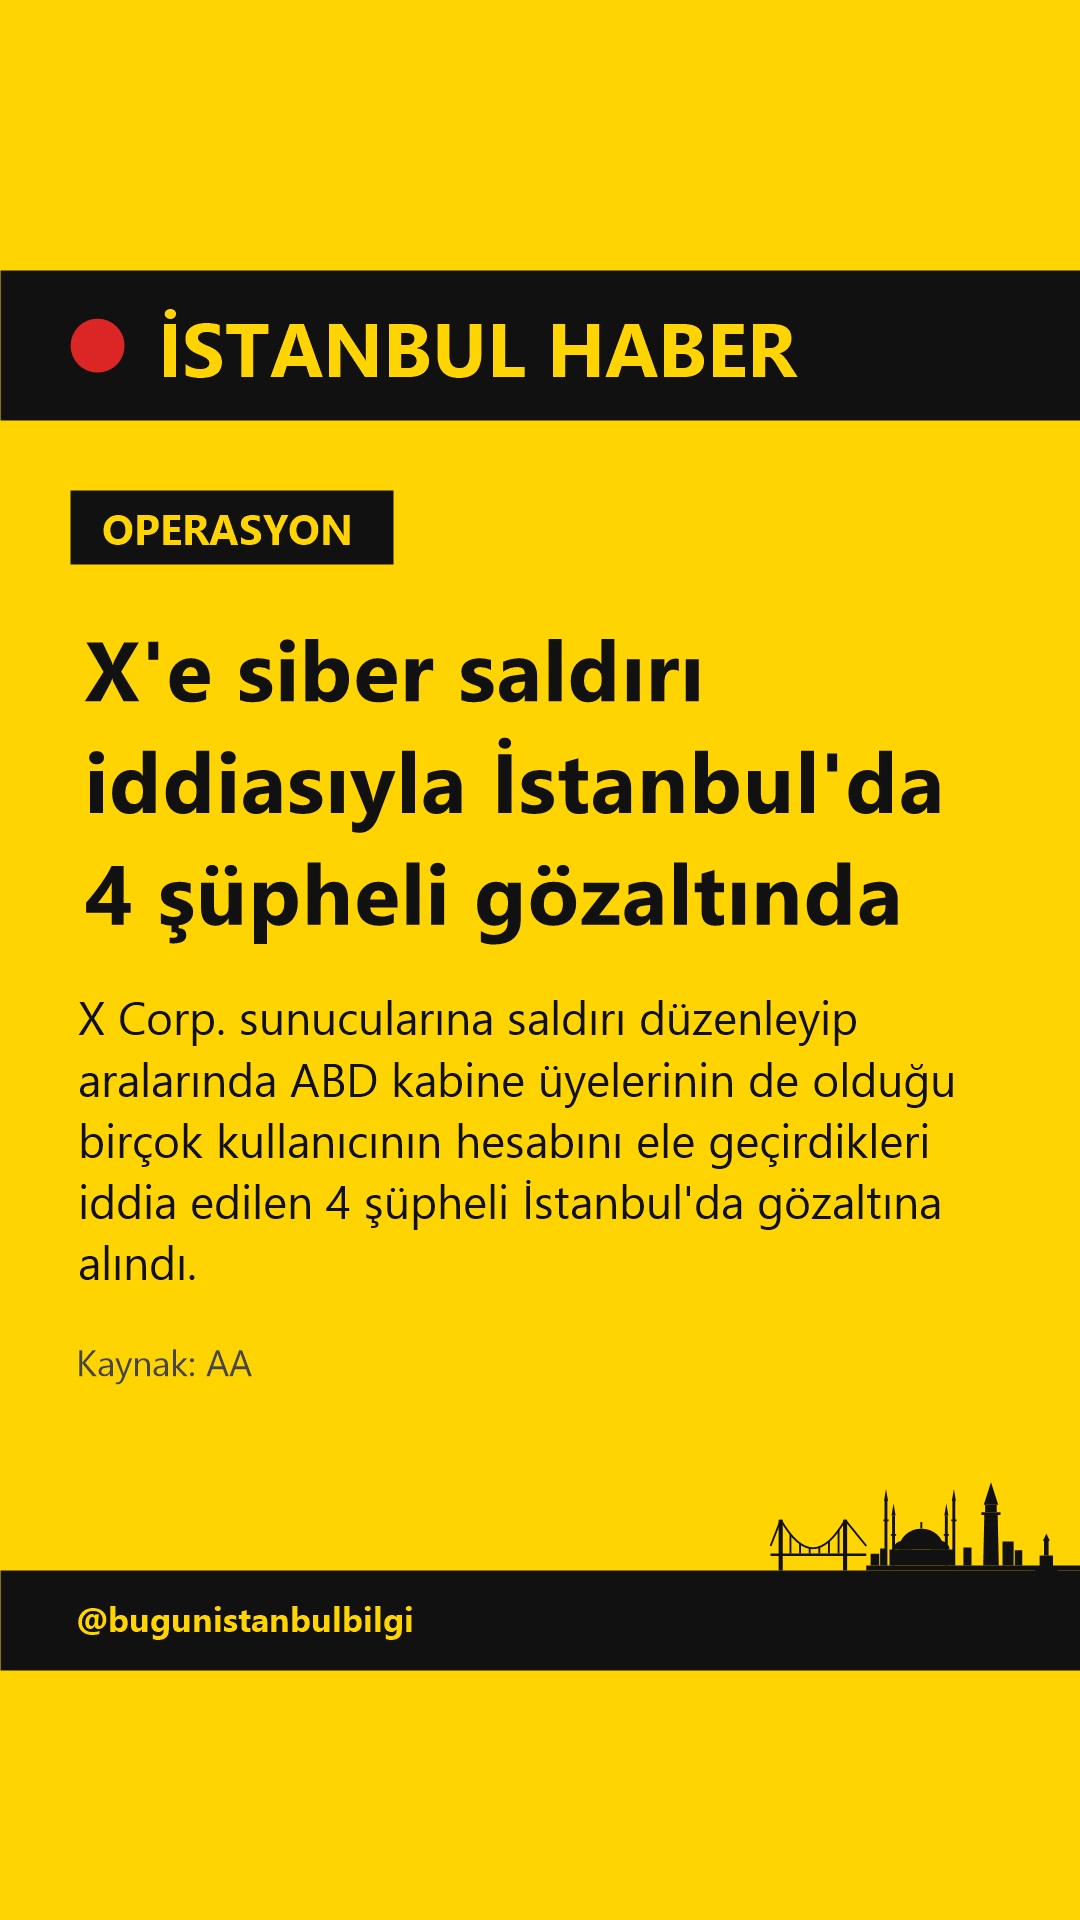 İSTANBUL HABER
OPERASYON
X'e siber saldırı
iddiasıyla İstanbul'da
4 şüpheli gözaltında
X Corp. sunucularına saldırı düzenleyip
aralarında ABD kabine üyelerinin de olduğu
birçok kullanıcının hesabını ele geçirdikleri
iddia edilen 4 şüpheli İstanbul'da gözaltına
alındı.
Kaynak: AA
@bugunistanbulbilgi